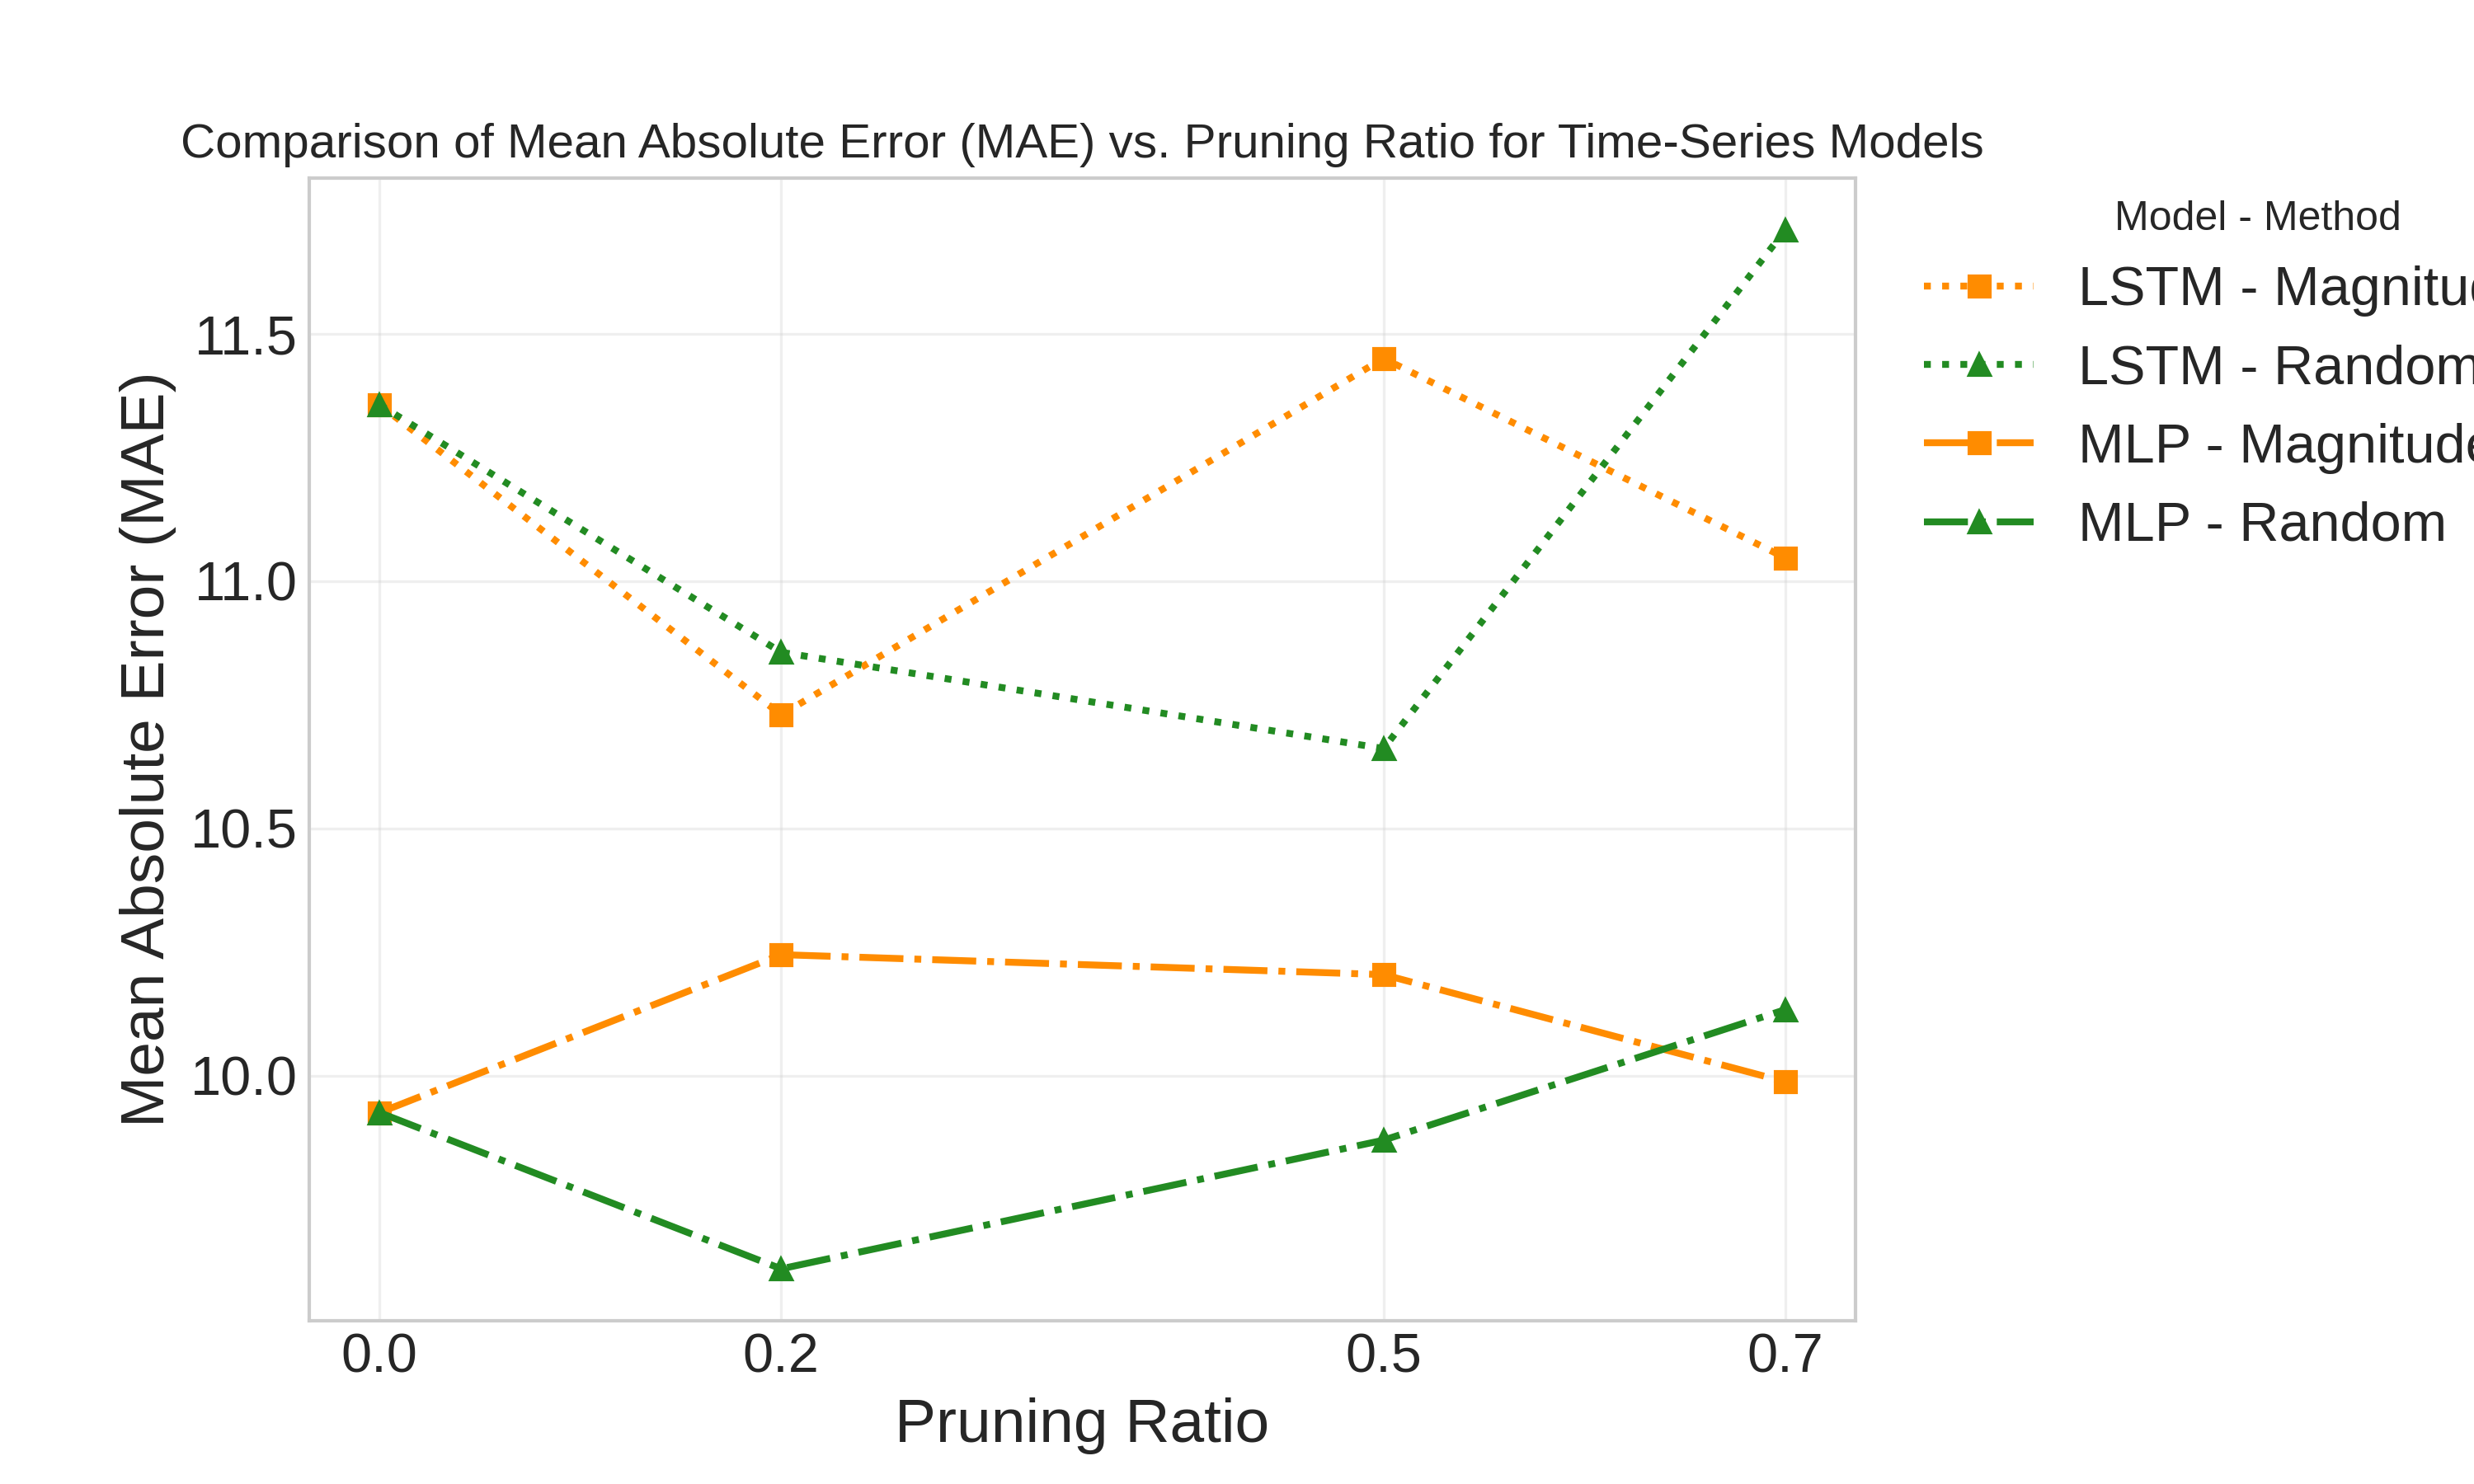 Comparison of Mean Absolute Error (MAE) vs. Pruning Ratio for Time-Series Models
Model - Method
LSTM - Magnitu
LSTM - Random
MLP - Magnitude
MLP - Random
Mean Absolute Error (MAE)
11.5
11.0
10.5
10.0
0.0 0.2 0.5 0.7
Pruning Ratio